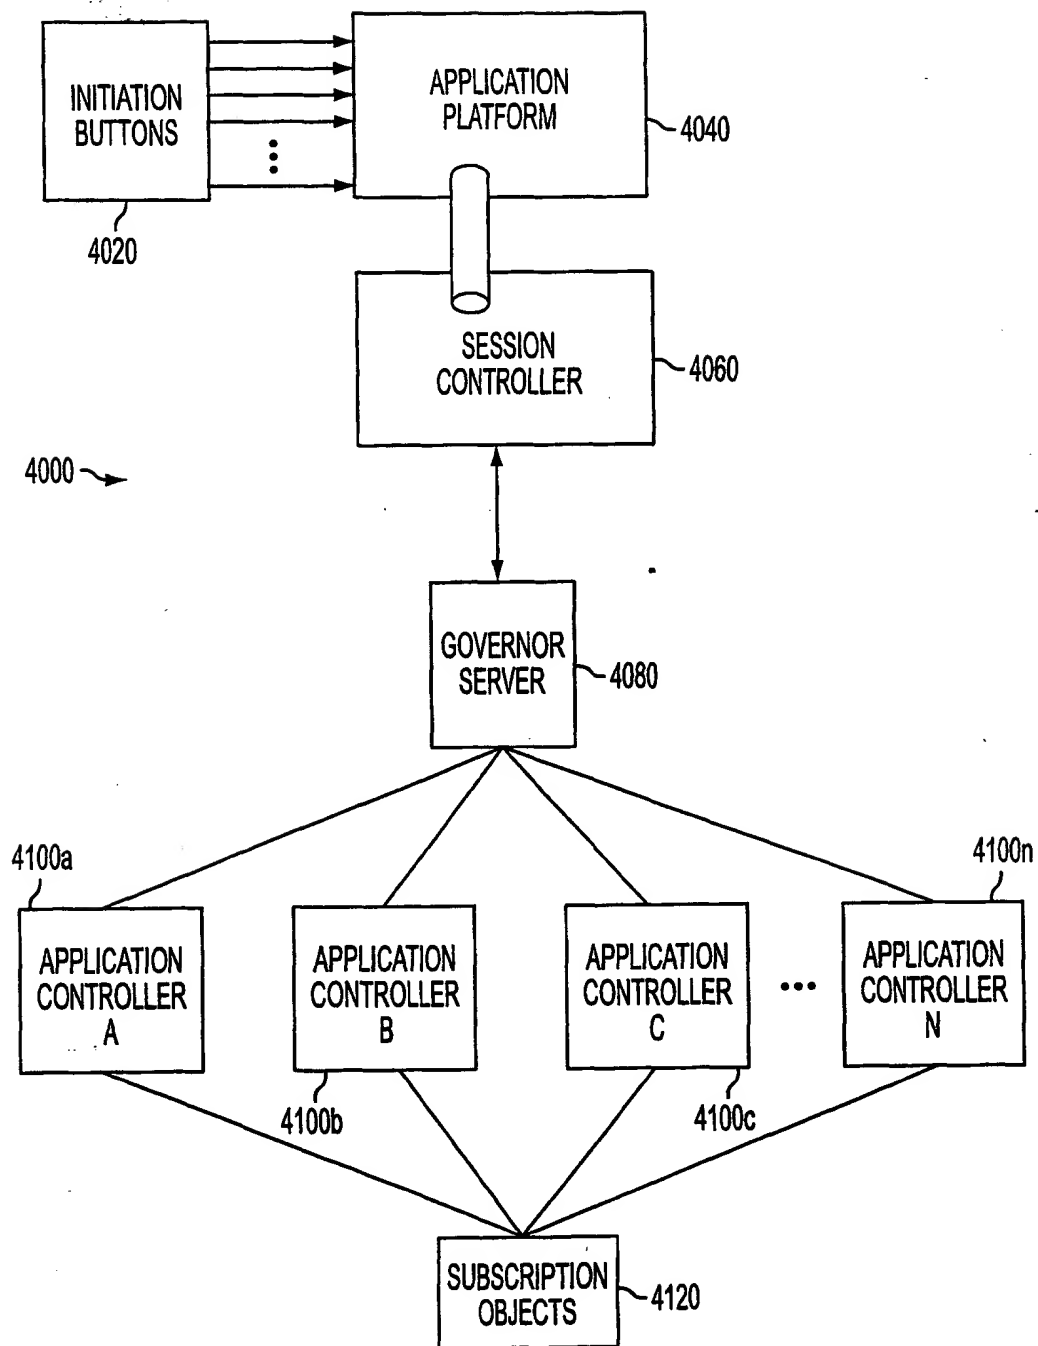 INITIATION
BUTTONS
4020
APPLICATION
PLATFORM
4040
SESSION
CONTROLLER
4060
4000
GOVERNOR
SERVER
4080
4100a
APPLICATION
CONTROLLER
A
APPLICATION
CONTROLLER
B
4100b
APPLICATION
CONTROLLER
C
4100c
4100n
APPLICATION
CONTROLLER
N
SUBSCRIPTION
OBJECTS
4120